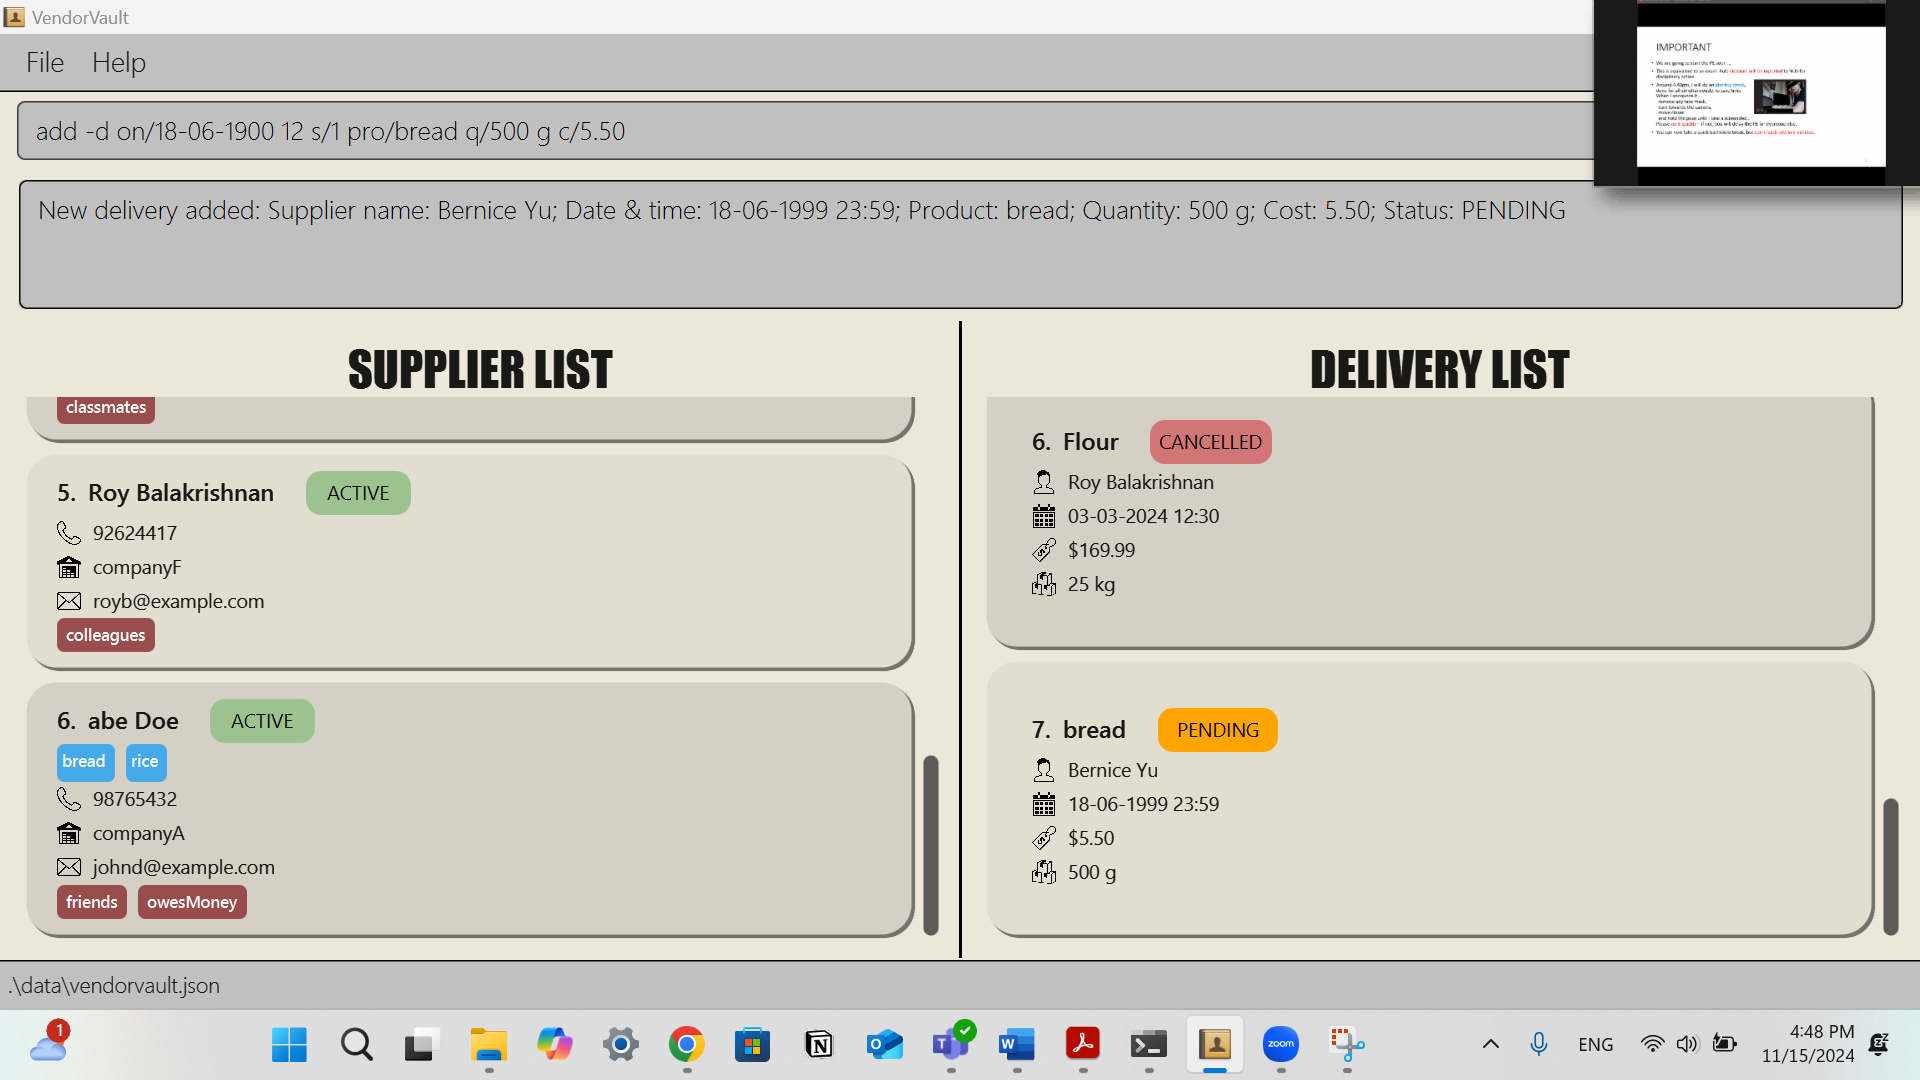 VendorVault
File Help
add -d on/18-06-1900 12 s/1 pro/bread q/500 g c/5.50
New delivery added: Supplier name: Bernice Yu; Date & time: 18-06-1999 23:59; Product: bread; Quantity: 500 g; Cost: 5.50; Status: PENDING
IMPORTANT
SUPPLIER LIST
classmates
5. Roy Balakrishnan ACTIVE
92624417
companyF
royb@example.com
colleagues
6. abe Doe ACTIVE
bread rice
98765432
companyA
johnd@example.com
friends owesMoney
DELIVERY LIST
6. Flour CANCELLED
Roy Balakrishnan
03-03-2024 12:30
$169.99
25 kg
7. bread PENDING
Bernice Yu
18-06-1999 23:59
$5.50
500 g
.\data\vendorvault.json
1
zoom
ENG
4:48 PM
11/15/2024